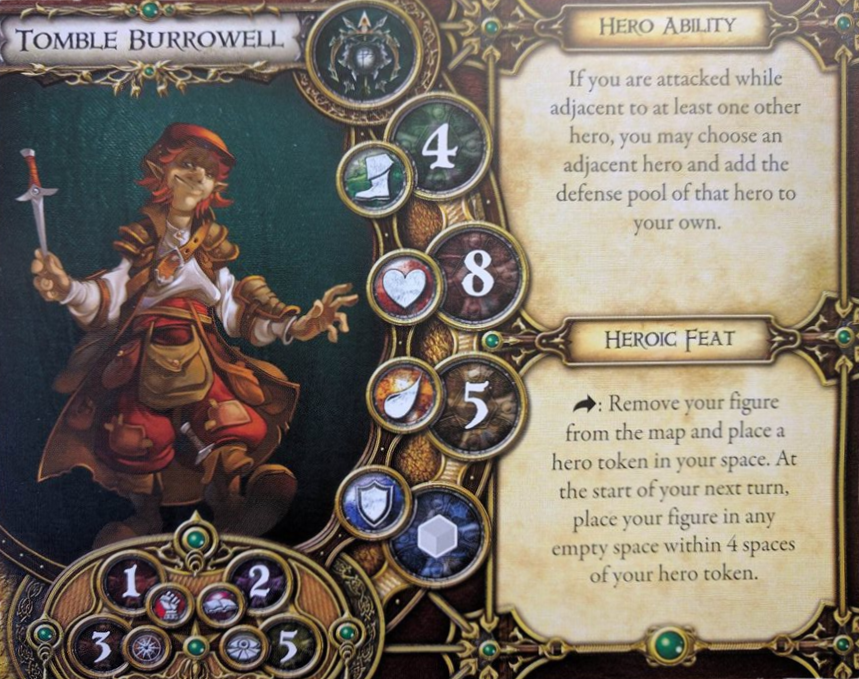 Tomble Burrowell
4
8
5
1
2
3
5
Hero Ability
If you are attacked while
adjacent to at least one other
hero, you may choose an
adjacent hero and add the
defense pool of that hero to
your own.
Heroic Feat
: Remove your figure
from the map and place a
hero token in your space. At
the start of your next turn,
place your figure in any
empty space within 4 spaces
of your hero token.